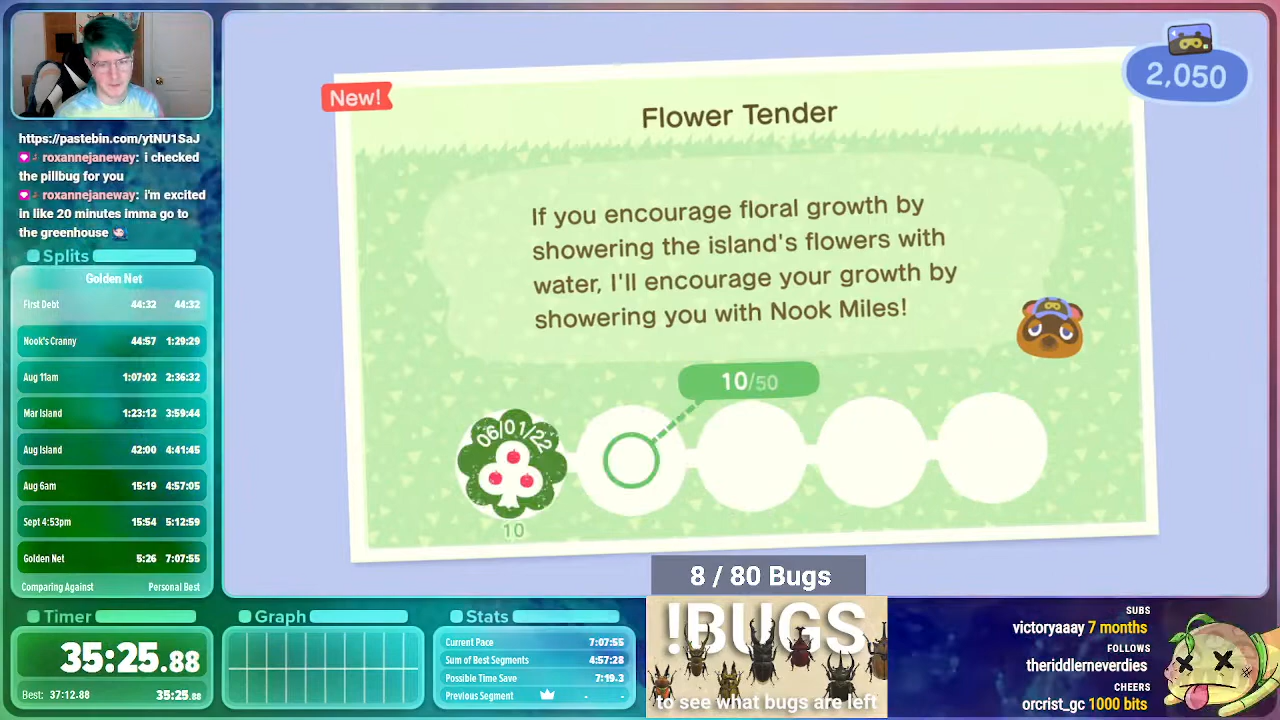 https://pastebin.com/ytNU1SaJ
roxannejaneway: i checked
the pillbug for you
roxannejaneway: i'm excited
in like 20 minutes imma go to
the greenhouse
Splits
Golden Net
First Debt 44:32 44:32
Nook's Cranny 44:57 1:29:29
Aug 11am 1:07:02 2:36:32
Mar Island 1:23:12 3:59:44
Aug Island 42:00 4:41:45
Aug 6am 15:19 4:57:05
Sept 4:53pm 15:54 5:12:59
Golden Net 5:26 7:07:55
Comparing Against Personal Best
Timer
35:25.88
Best: 37:12.88 35:25.88
Graph
Stats
Current Pace 7:07:55
Sum of Best Segments 4:57:28
Possible Time Save 7:19.3
Previous Segment - -
2,050
New!
Flower Tender
If you encourage floral growth by
showering the island's flowers with
water, I'll encourage your growth by
showering you with Nook Miles!
10/50
06/01/22
10
8 / 80 Bugs
!BUGS
to see what bugs are left
SUBS
victoryaaay 7 months
FOLLOWS
theriddlerneverdies
CHEERS
orcrist_gc 1000 bits